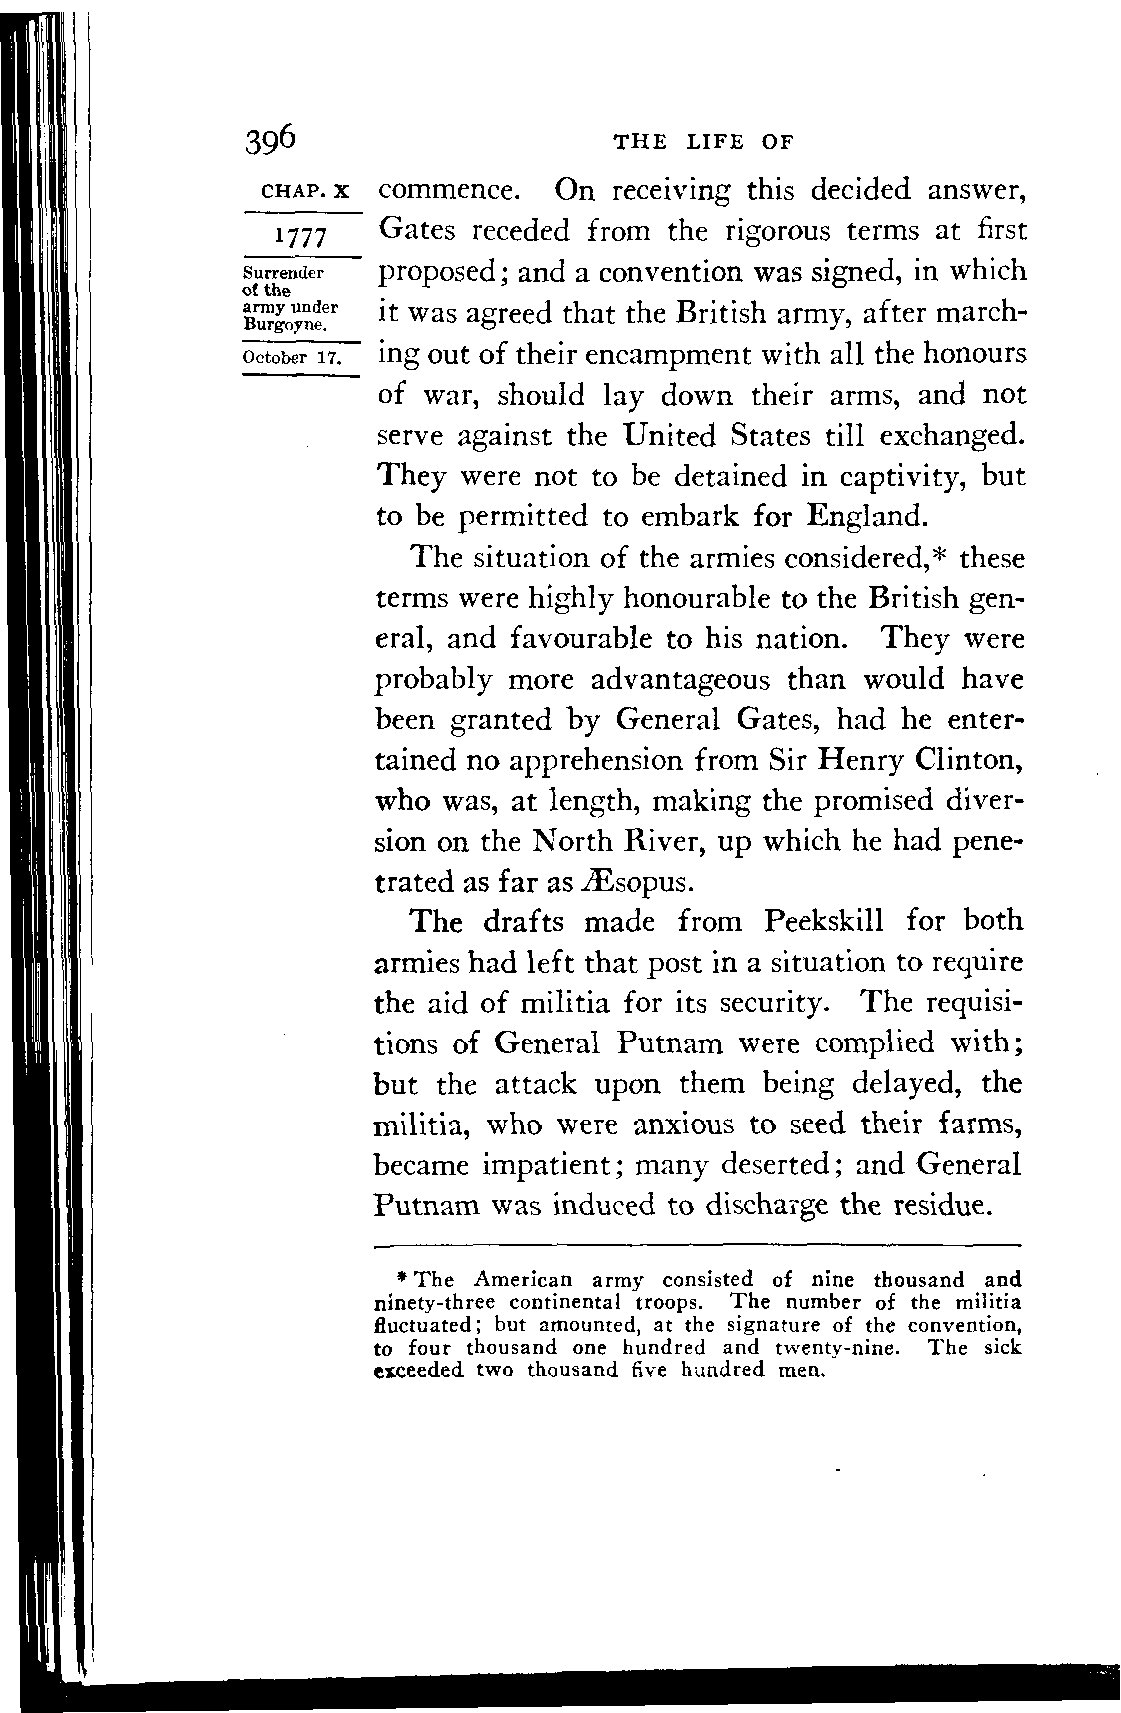 396
THE LIFE OF
CHAP. X
1777
Surrender
of the
army under
Burgoyne.
October 17.
commence. On receiving this decided answer,
Gates receded from the rigorous terms at first
proposed; and a convention was signed, in which
it was agreed that the British army, after march-
ing out of their encampment with all the honours
of war, should lay down their arms, and not
serve against the United States till exchanged.
They were not to be detained in captivity, but
to be permitted to embark for England.
The situation of the armies considered,* these
terms were highly honourable to the British gen-
eral, and favourable to his nation. They were
probably more advantageous than would have
been granted by General Gates, had he enter-
tained no apprehension from Sir Henry Clinton,
who was, at length, making the promised diver-
sion on the North River, up which he had pene-
trated as far as Æsopus.
The drafts made from Peekskill for both
armies had left that post in a situation to require
the aid of militia for its security. The requisi-
tions of General Putnam were complied with;
but the attack upon them being delayed, the
militia, who were anxious to seed their farms,
became impatient; many deserted; and General
Putnam was induced to discharge the residue.
* The American army consisted of nine thousand and
ninety-three continental troops. The number of the militia
fluctuated; but amounted, at the signature of the convention,
to four thousand one hundred and twenty-nine. The sick
exceeded two thousand five hundred men.